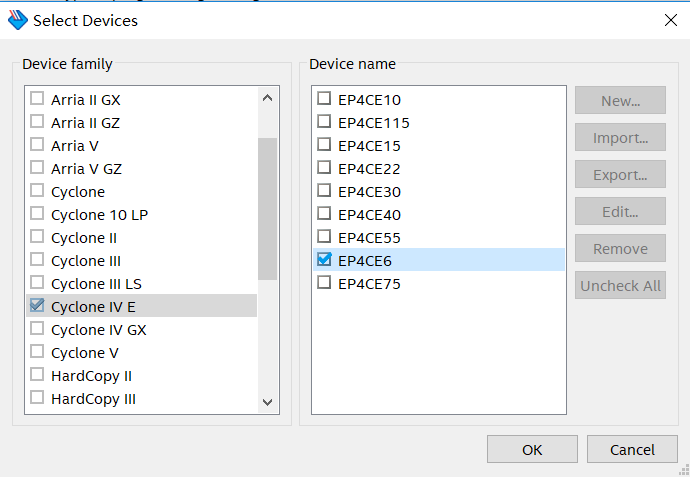 Select Devices
Device family
Arria II GX
Arria II GZ
Arria V
Arria V GZ
Cyclone
Cyclone 10 LP
Cyclone II
Cyclone III
Cyclone III LS
Cyclone IV E
Cyclone IV GX
Cyclone V
HardCopy II
HardCopy III
Device name
EP4CE10
EP4CE115
EP4CE15
EP4CE22
EP4CE30
EP4CE40
EP4CE55
EP4CE6
EP4CE75
New...
Import...
Export...
Edit...
Remove
Uncheck All
OK
Cancel